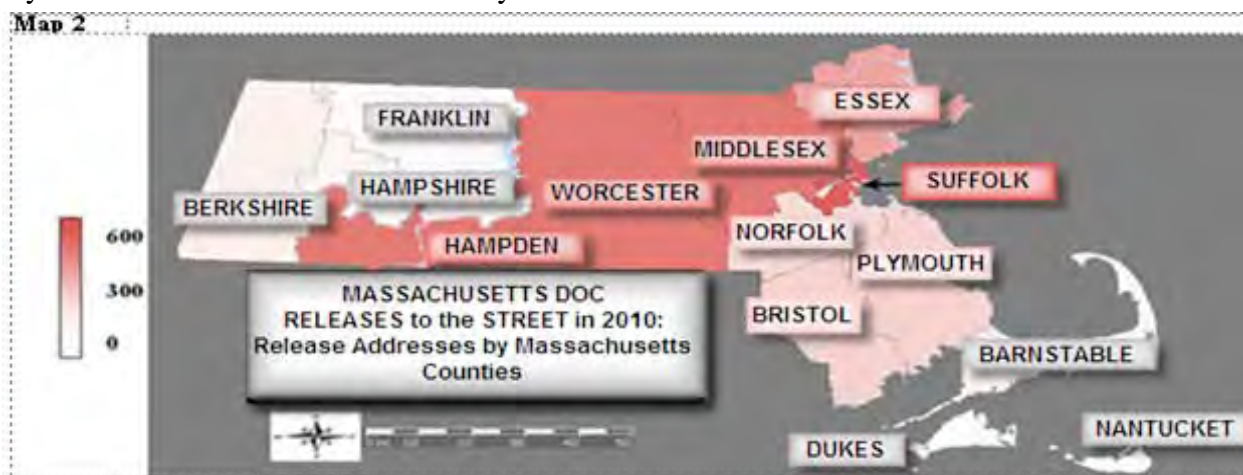 Map 2
ESSEX
FRANKLIN
MIDDLESEX
HAMPSHIRE
SUFFOLK
WORCESTER
BERKSHIRE
NORFOLK
HAMPDEN
PLYMOUTH
600
300
0
MASSACHUSETTS DOC
RELEASES to the STREET in 2010:
Release Addresses by Massachusetts
Counties
BRISTOL
BARNSTABLE
NANTUCKET
DUKES